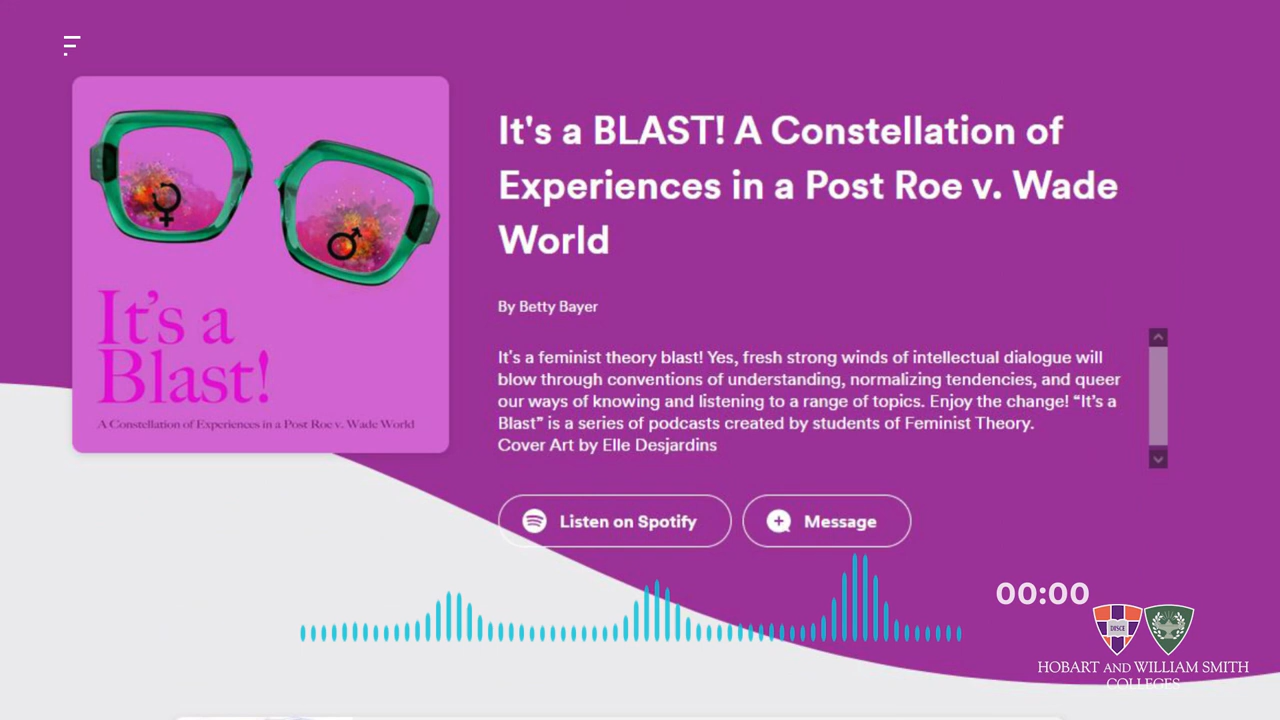 It's a BLAST! A Constellation of
Experiences in a Post Roe v. Wade
World
By Betty Bayer
It's a feminist theory blast! Yes, fresh strong winds of intellectual dialogue will
blow through conventions of understanding, normalizing tendencies, and queer
our ways of knowing and listening to a range of topics. Enjoy the change! “It's a
Blast” is a series of podcasts created by students of Feminist Theory.
Cover Art by Elle Desjardins
It's a
Blast!
A Constellation of Experiences in a Post Roe v. Wade World
Listen on Spotify
Message
00:00
DISCE
HOBART AND WILLIAM SMITH
COLLEGES